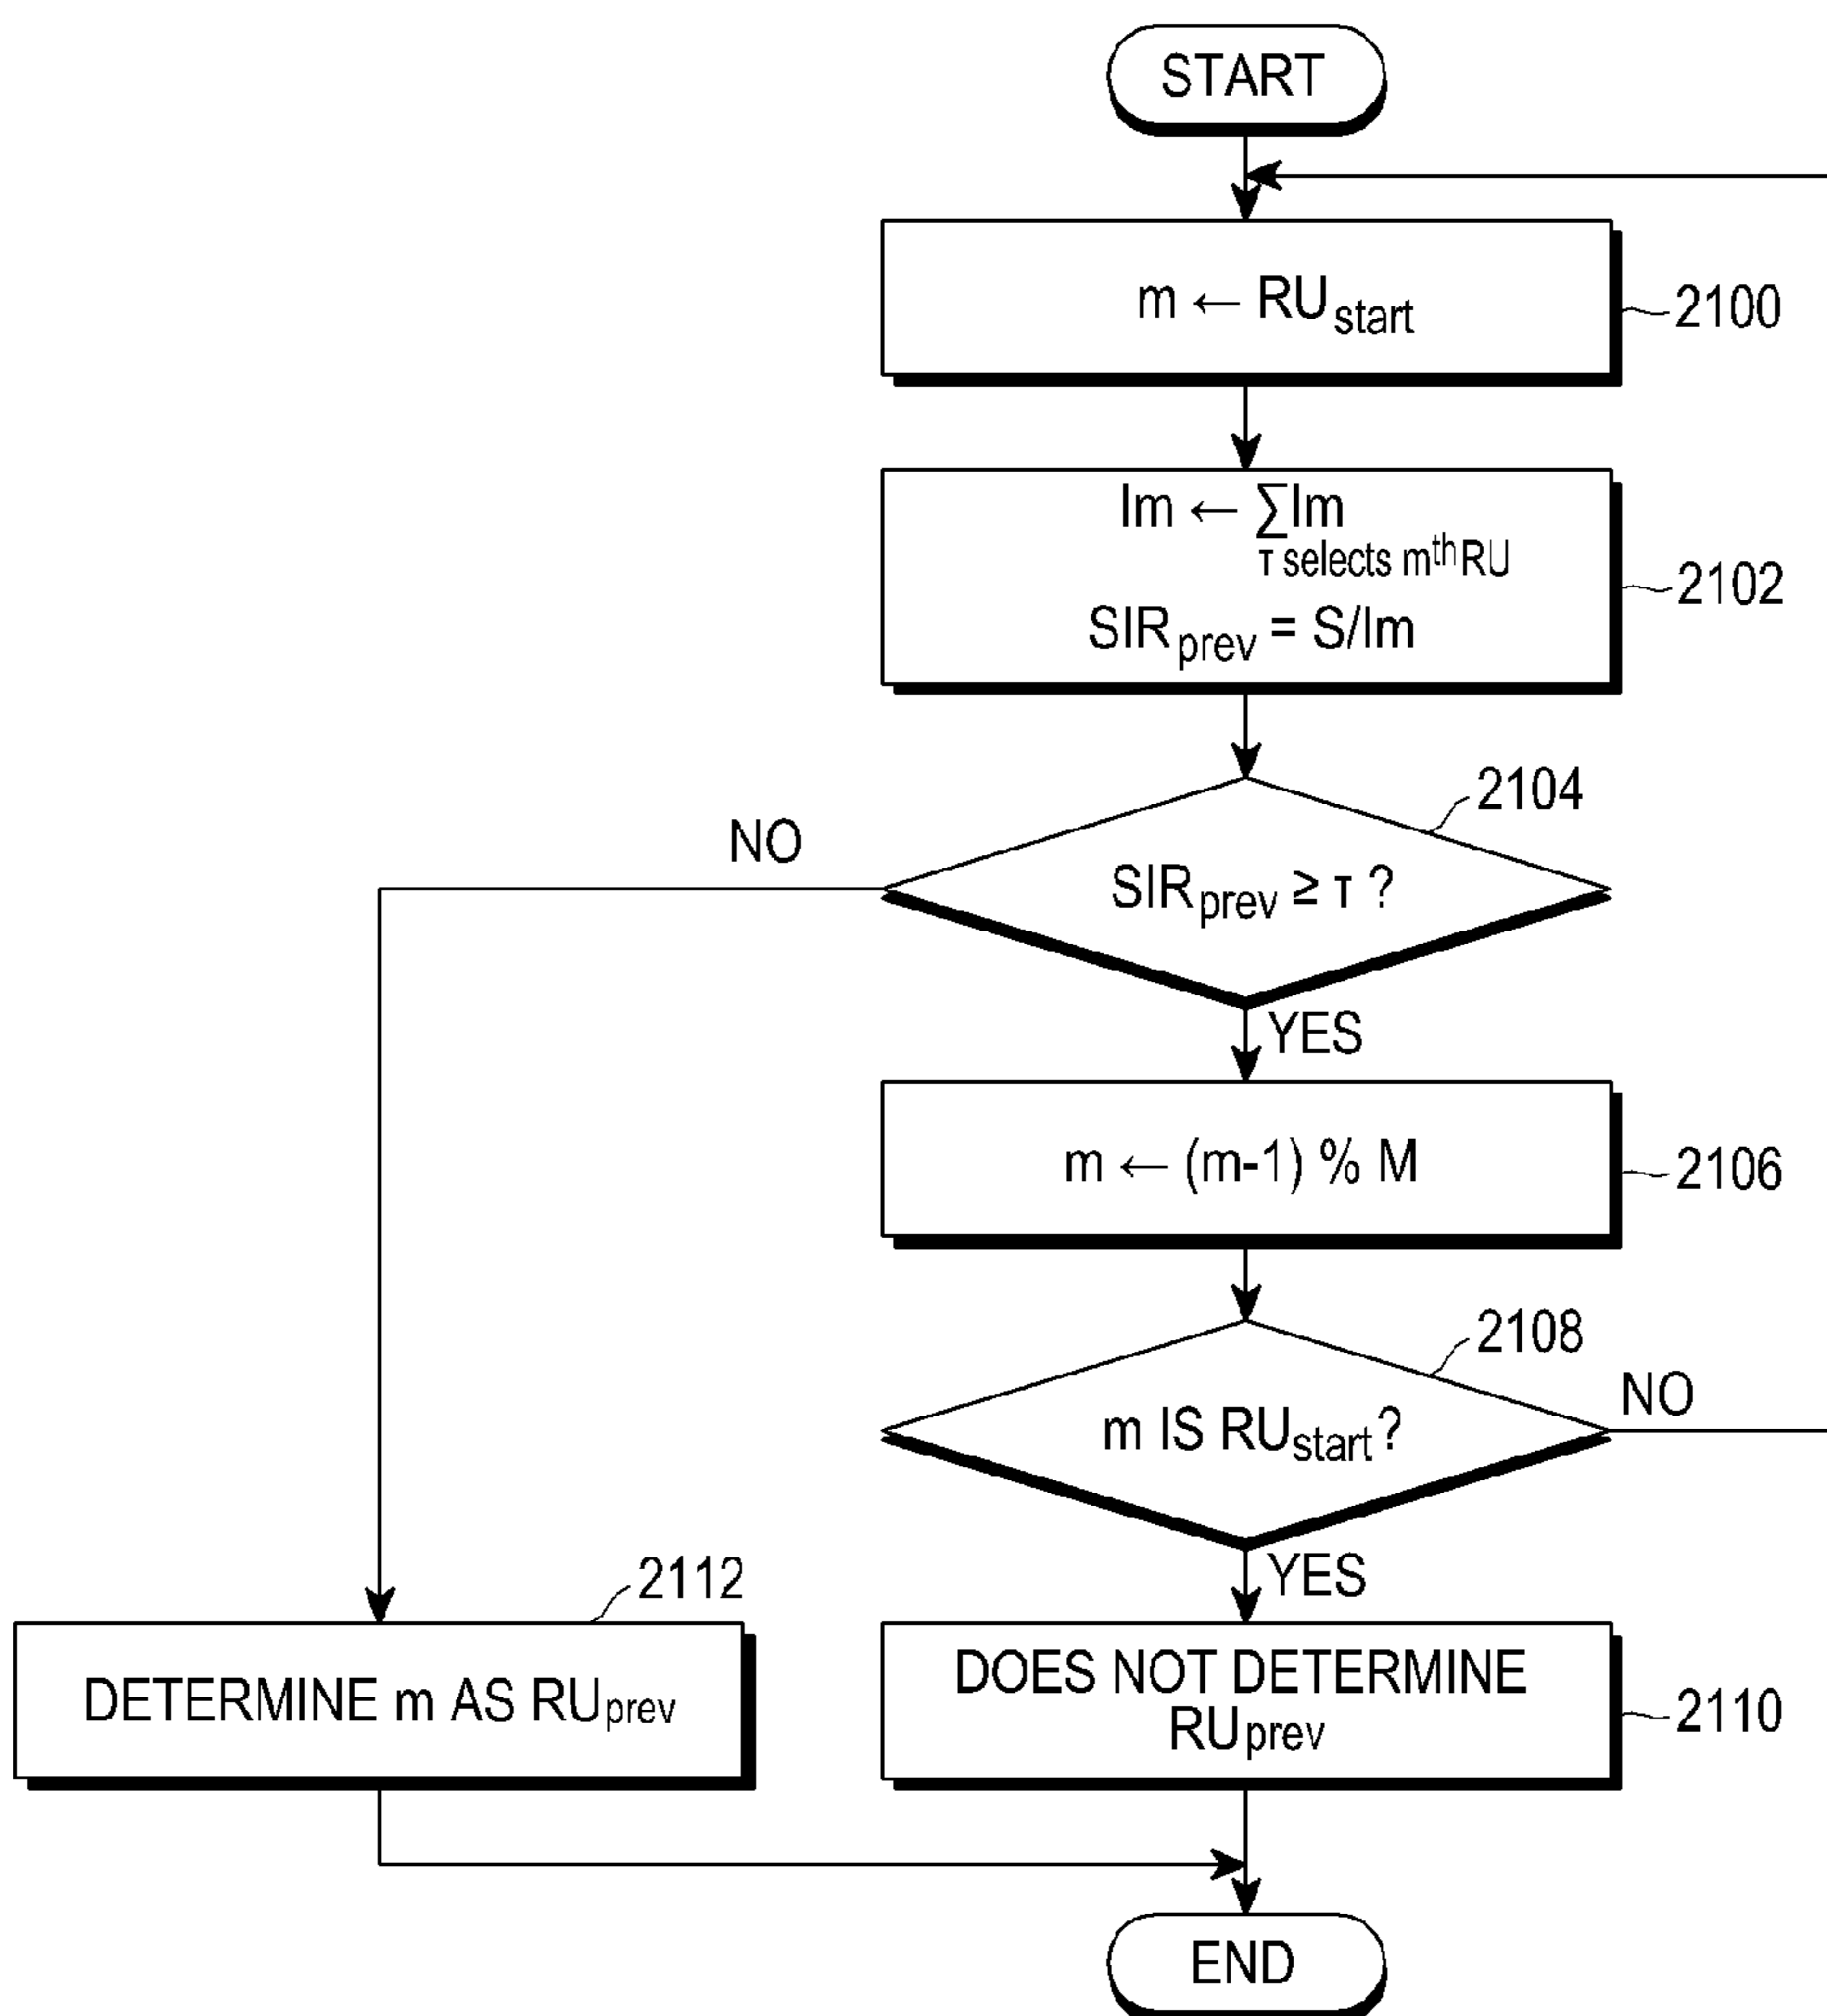 START
m ← RUstart
2100
Im ← ∑Im
τ selects mth RU
SIRprev = S/Im
2102
2104
NO
SIRprev ≥ τ ?
YES
m ← (m-1) % M
2106
2108
NO
m IS RUstart?
YES
2112
DETERMINE m AS RUprev
DOES NOT DETERMINE
RUprev
2110
END